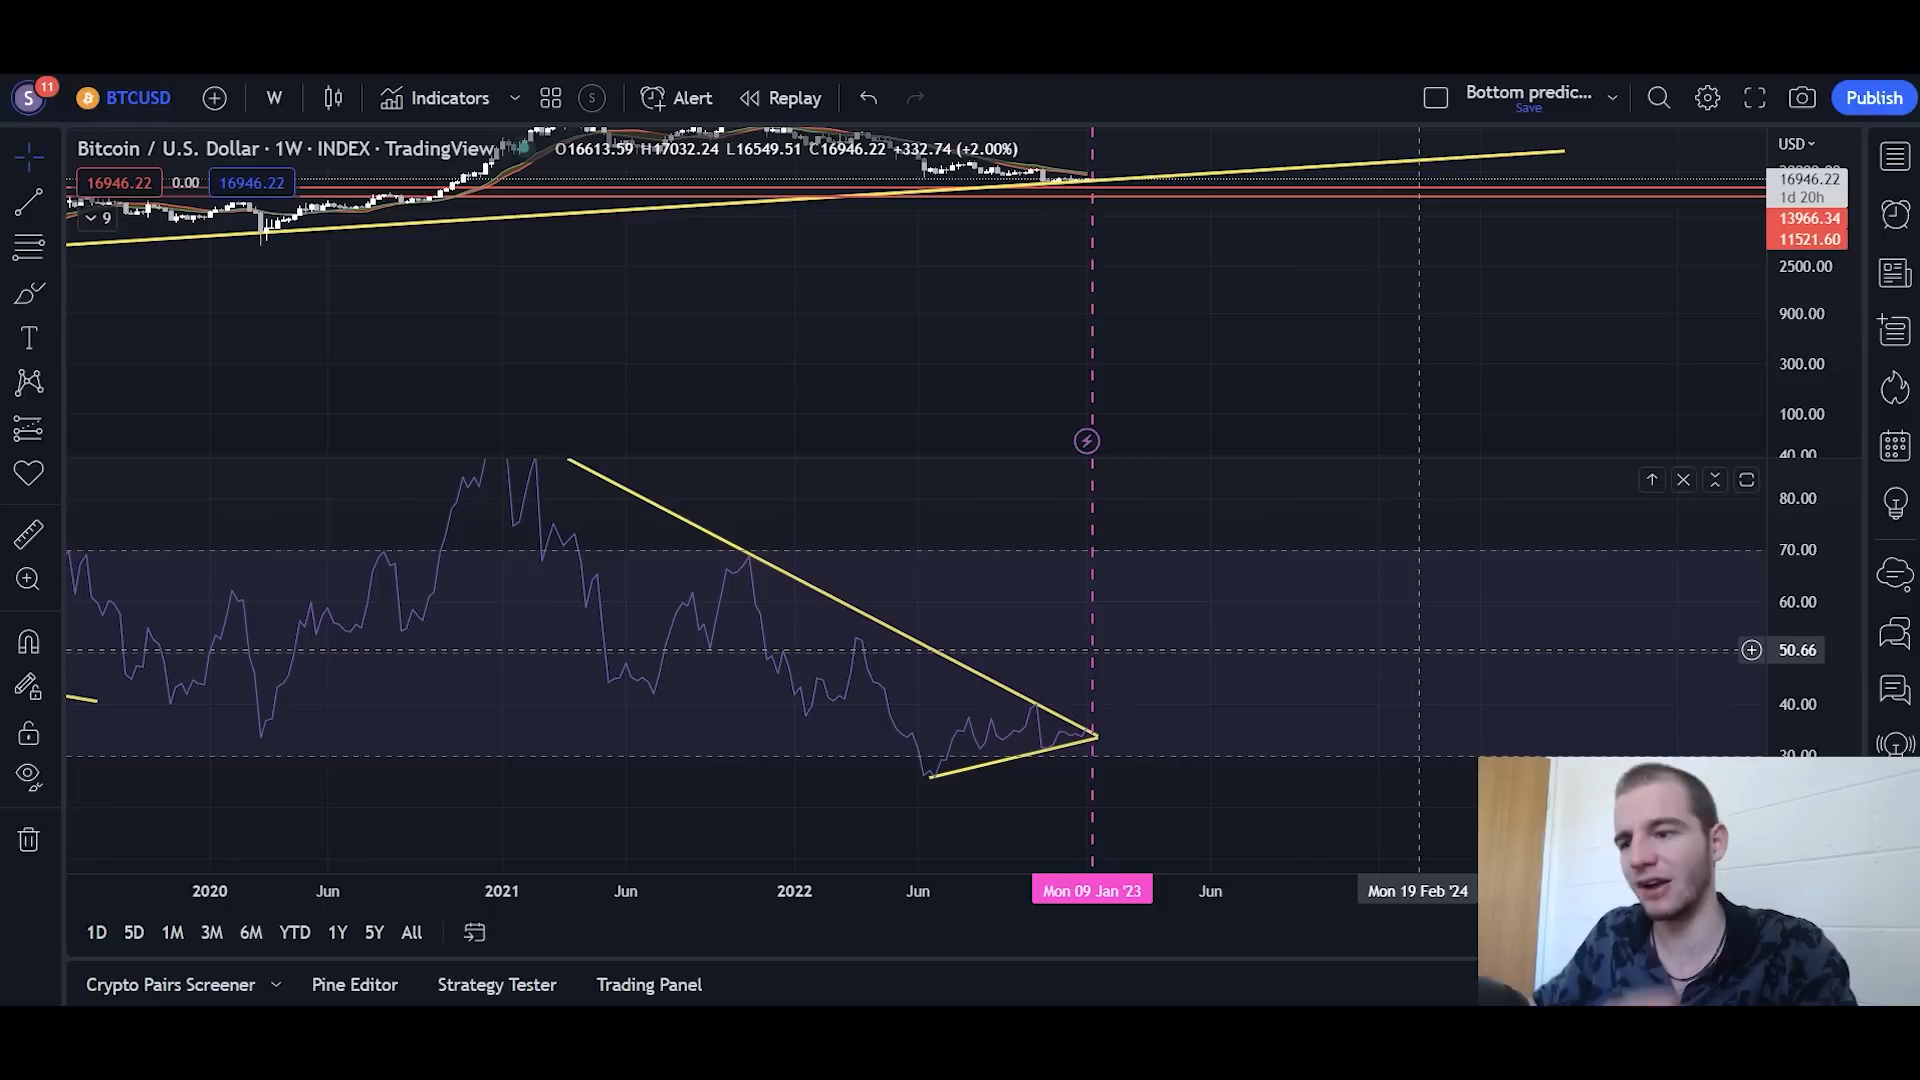 11
S
BTCUSD
W
Indicators
S
Alert
Replay
Bottom predic...
Save
Publish
Bitcoin / U.S. Dollar · 1W · INDEX · TradingView
O16613.59 H17032.24 L16549.51 C16946.22 +332.74 (+2.00%)
USD
16946.22
0.00
16946.22
9
16946.22
1d 20h
13966.34
11521.60
2500.00
900.00
300.00
100.00
40.00
80.00
70.00
60.00
50.66
40.00
30.00
2020
Jun
2021
Jun
2022
Jun
Mon 09 Jan '23
Jun
Mon 19 Feb '24
1D
5D
1M
3M
6M
YTD
1Y
5Y
All
Crypto Pairs Screener
Pine Editor
Strategy Tester
Trading Panel